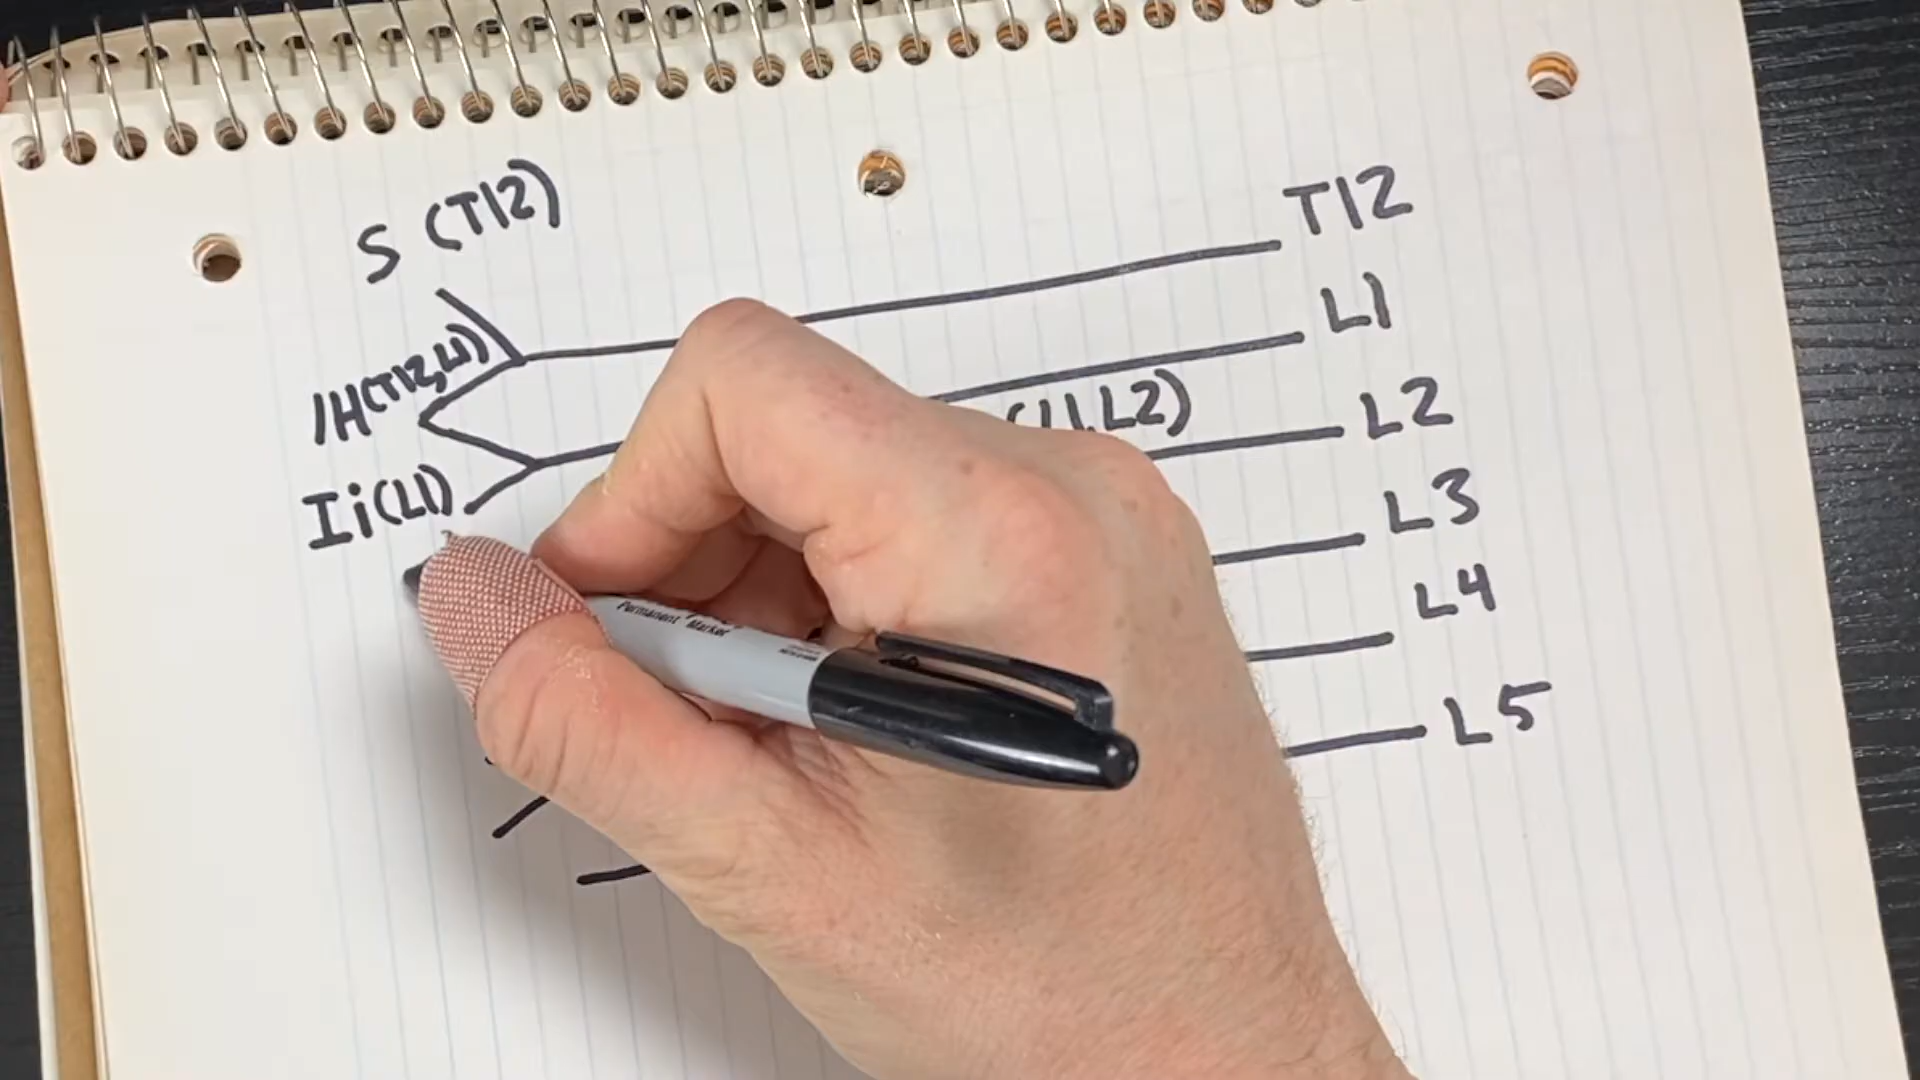 S (T12)
T12
IH(T12,L1)
L1
(L1,L2)
L2
Ii(L1)
L3
L4
Permanent Marker
L5